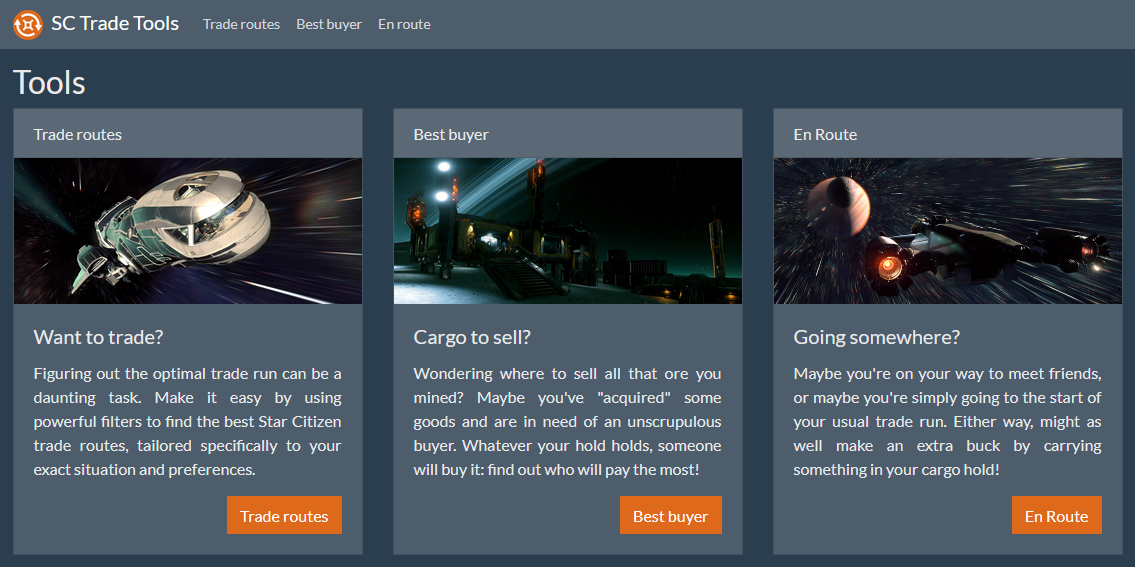 SC Trade Tools Trade routes Best buyer En route
Tools
Trade routes
Want to trade?
Figuring out the optimal trade run can be a
daunting task. Make it easy by using
powerful filters to find the best Star Citizen
trade routes, tailored specifically to your
exact situation and preferences.
Trade routes
Best buyer
Cargo to sell?
Wondering where to sell all that ore you
mined? Maybe you've "acquired" some
goods and are in need of an unscrupulous
buyer. Whatever your hold holds, someone
will buy it: find out who will pay the most!
Best buyer
En Route
Going somewhere?
Maybe you're on your way to meet friends,
or maybe you're simply going to the start of
your usual trade run. Either way, might as
well make an extra buck by carrying
something in your cargo hold!
En Route